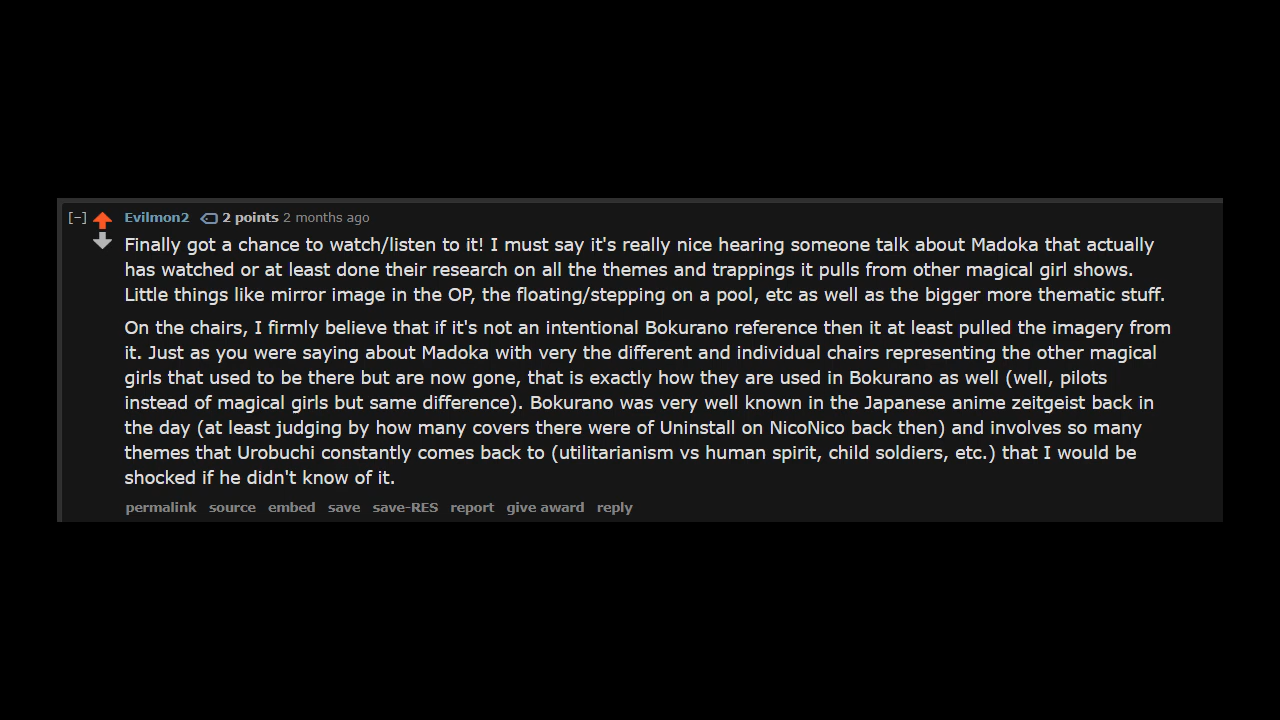 [−] Evilmon2 2 points 2 months ago
Finally got a chance to watch/listen to it! I must say it's really nice hearing someone talk about Madoka that actually
has watched or at least done their research on all the themes and trappings it pulls from other magical girl shows.
Little things like mirror image in the OP, the floating/stepping on a pool, etc as well as the bigger more thematic stuff.
On the chairs, I firmly believe that if it's not an intentional Bokurano reference then it at least pulled the imagery from
it. Just as you were saying about Madoka with very the different and individual chairs representing the other magical
girls that used to be there but are now gone, that is exactly how they are used in Bokurano as well (well, pilots
instead of magical girls but same difference). Bokurano was very well known in the Japanese anime zeitgeist back in
the day (at least judging by how many covers there were of Uninstall on NicoNico back then) and involves so many
themes that Urobuchi constantly comes back to (utilitarianism vs human spirit, child soldiers, etc.) that I would be
shocked if he didn't know of it.
permalink source embed save save-RES report give award reply